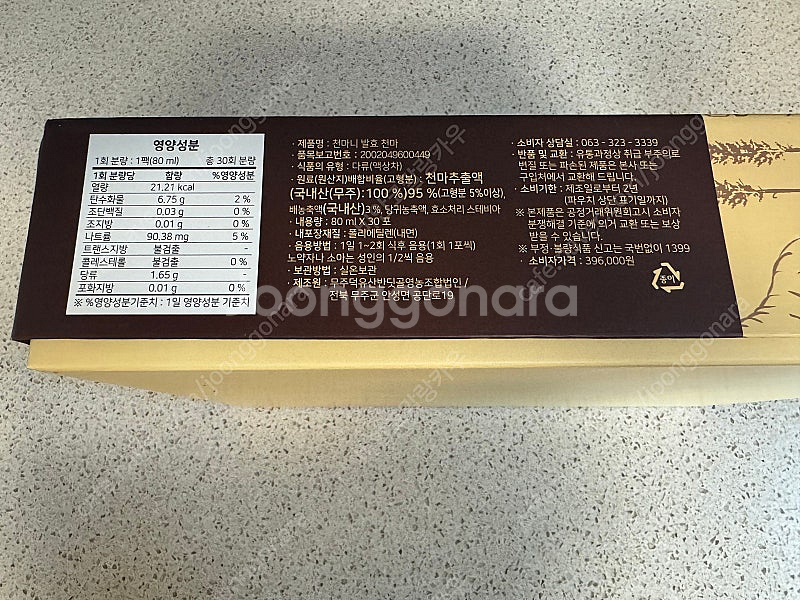 영양성분
1회 분량 : 1팩(80 ml) 총 30회 분량
1회 분량당 함량 %영양성분
열량 21.21 kcal
탄수화물 6.75 g 2 %
조단백질 0.03 g 0 %
조지방 0.01 g 0 %
나트륨 90.38 mg 5 %
트랜스지방 불검출 -
콜레스테롤 불검출 0 %
당류 1.65 g -
포화지방 0.01 g 0 %
※ %영양성분기준치 : 1일 영양성분 기준치
· 제품명 : 천마니 발효 천마
· 품목보고번호 : 2002049600449
· 식품의 유형 : 다류(액상차)
· 원료(원산지)배합비용(고형분) : 천마추출액
(국내산(무주):100 %)95 %(고형분 5%이상),
배농축액(국내산)3 %, 당귀농축액, 효소처리 스테비아
· 내용량 : 80 ml X 30 포
· 내포장재질 : 폴리에틸렌(내면)
· 음용방법 : 1일 1~2회 식후 음용(1회 1포씩)
노약자나 소아는 성인의 1/2씩 음용
· 보관방법 : 실온보관
· 제조원 : 무주덕유산반딧골영농조합법인 /
전북 무주군 안성면 공단로19
· 소비자 상담실 : 063 - 323 - 3339
· 반품 및 교환 : 유통과정상 취급 부주의로
변질 또는 파손된 제품은 본사 또는
구입처에서 교환해 드립니다.
· 소비기한 : 제조일로부터 2년
(파우치 상단 표기일까지)
※ 본제품은 공정거래위원회고시 소비자
분쟁해결 기준에 의거 교환 또는 보상
받을 수 있습니다.
※ 부정·불량식품 신고는 국번없이 1399
· 소비자가격 : 396,000원
종이
joonggonara